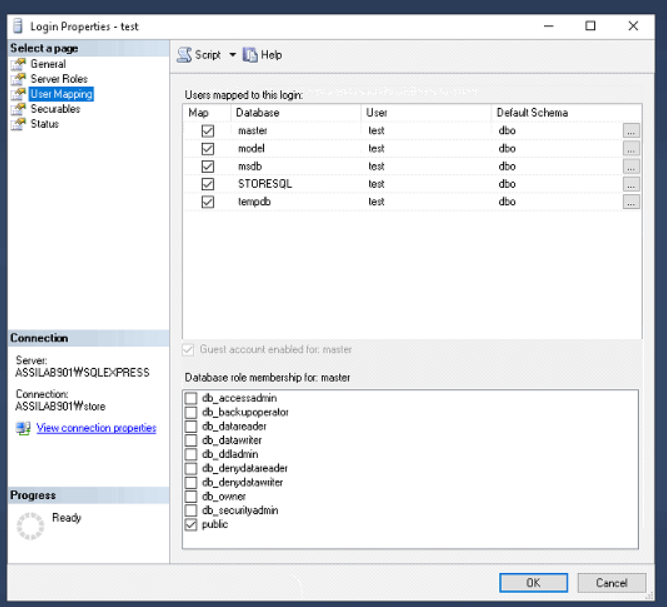 Login Properties - test
Select a page
General
Server Roles
User Mapping
Securables
Status
Script Help
Users mapped to this login:
Map Database User Default Schema
master test dbo ...
model test dbo ...
msdb test dbo ...
STORESQL test dbo ...
tempdb test dbo ...
Guest account enabled for: master
Database role membership for: master
db_accessadmin
db_backupoperator
db_datareader
db_datawriter
db_ddladmin
db_denydatareader
db_denydatawriter
db_owner
db_securityadmin
public
Connection
Server:
ASSILAB901₩SQLEXPRESS
Connection:
ASSILAB901₩store
View connection properties
Progress
Ready
OK Cancel